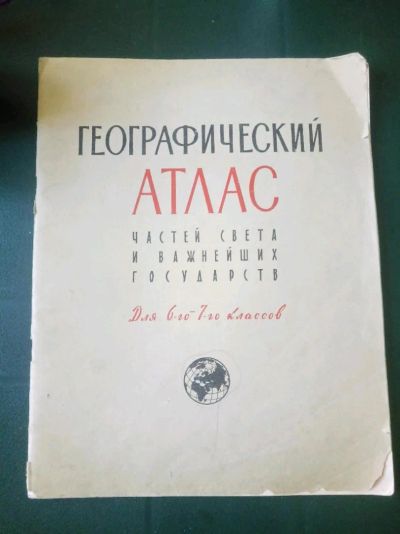 ГЕОГРАФИЧЕСКИЙ
АТЛАС
ЧАСТЕЙ СВЕТА
И ВАЖНЕЙШИХ
ГОСУДАРСТВ
Для 6-го-7-го классов